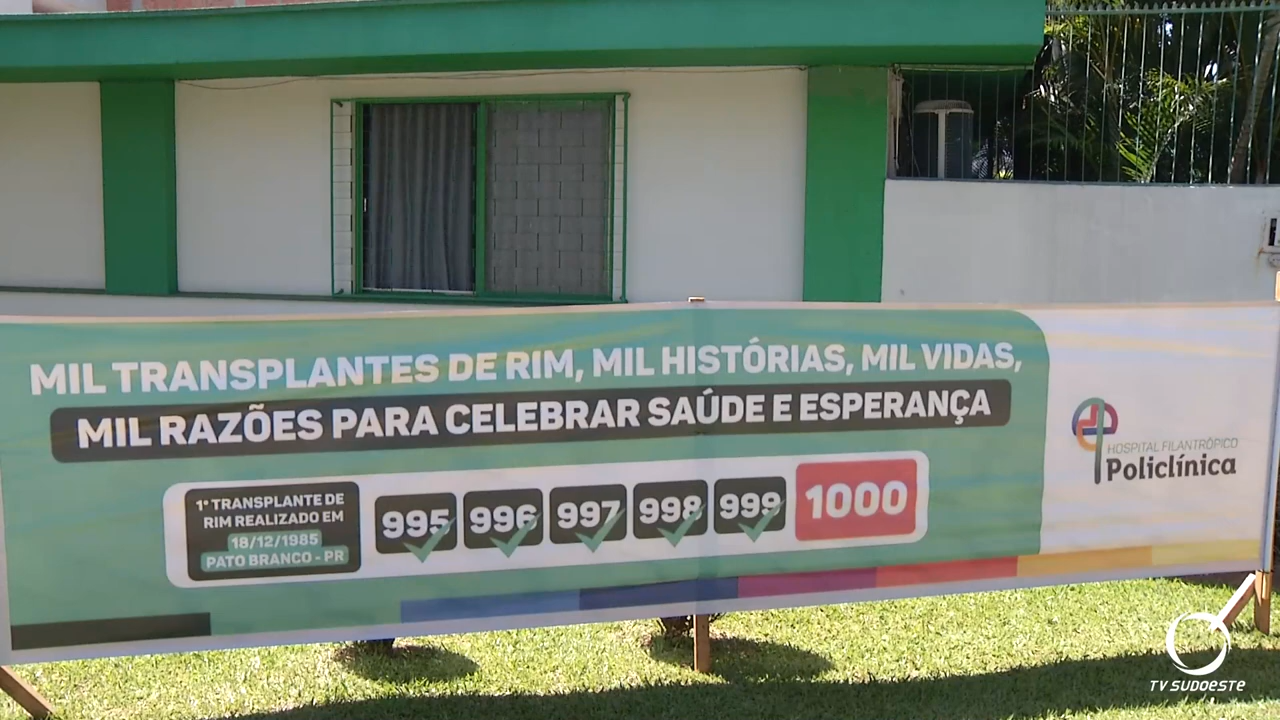 MIL TRANSPLANTES DE RIM, MIL HISTÓRIAS, MIL VIDAS,
MIL RAZÕES PARA CELEBRAR SAÚDE E ESPERANÇA
1º TRANSPLANTE DE
RIM REALIZADO EM
18/12/1985
PATO BRANCO - PR
995 996 997 998 999 1000
HOSPITAL FILANTRÓPICO
Policlínica
TV SUDOESTE